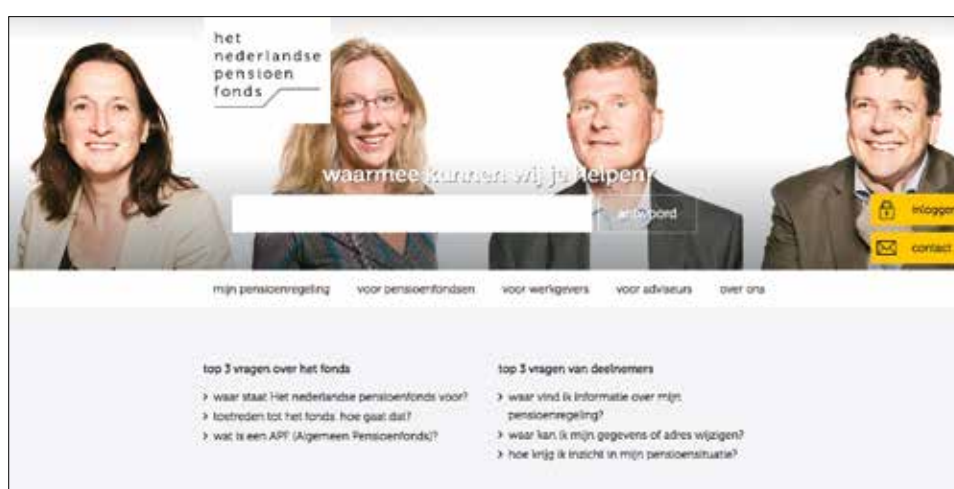 het
nederlandse
pensioen
fonds
waarmee kunnen wij je helpen?
antwoord
inloggen
contact
mijn pensioenregeling voor pensioenfondsen voor werkgevers voor adviseurs over ons
top 3 vragen over het fonds
> waar staat Het nederlandse pensioenfonds voor?
> toetreden tot het fonds, hoe gaat dat?
> wat is een APF (Algemeen Pensioenfonds)?
top 3 vragen van deelnemers
> waar vind ik informatie over mijn
pensioenregeling?
> waar kan ik mijn gegevens of adres wijzigen?
> hoe krijg ik inzicht in mijn pensioensituatie?